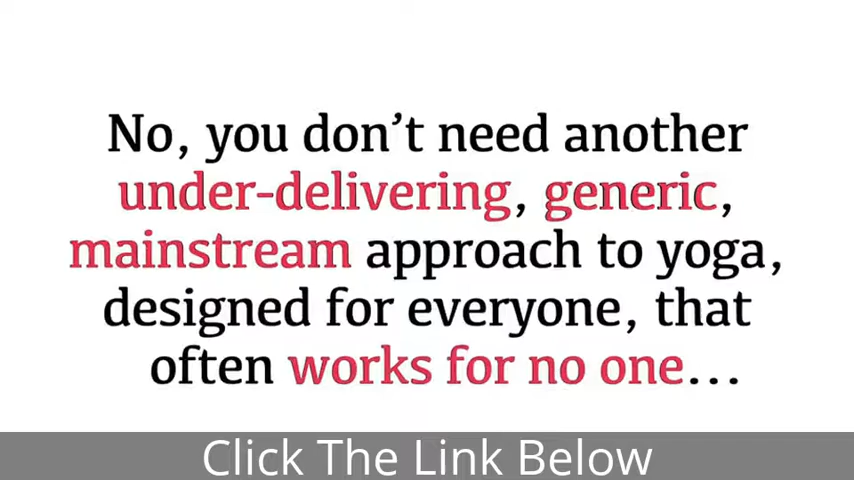 No, you don’t need another
under-delivering, generic,
mainstream approach to yoga,
designed for everyone, that
often works for no one...
Click The Link Below